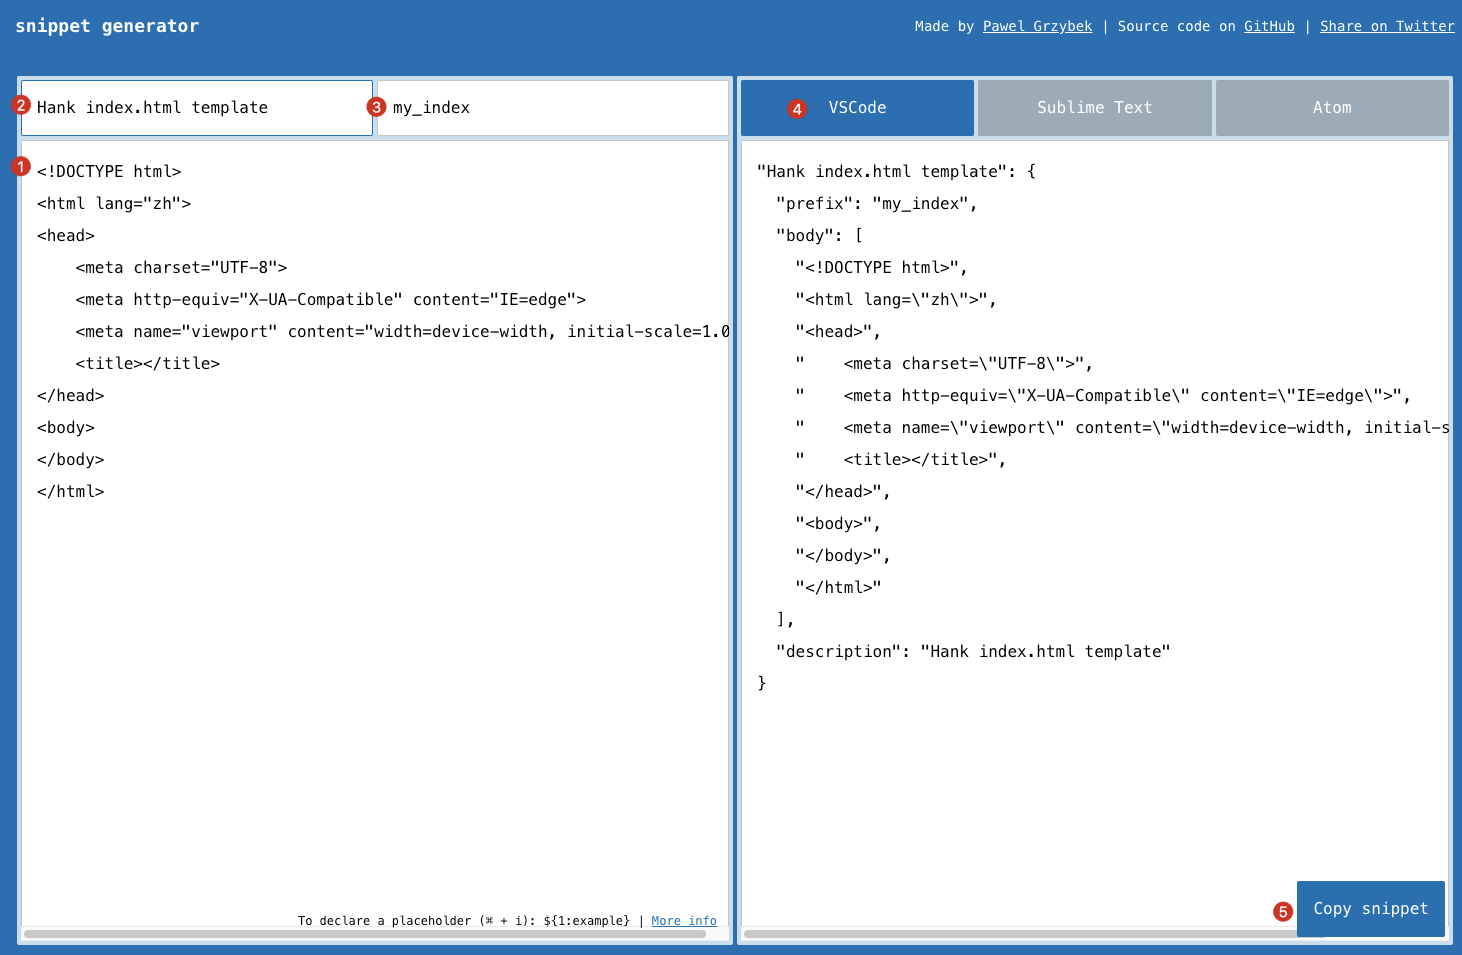 snippet generator
Made by Pawel Grzybek | Source code on GitHub | Share on Twitter
2 Hank index.html template
3 my_index
1 <!DOCTYPE html>
<html lang="zh">
<head>
    <meta charset="UTF-8">
    <meta http-equiv="X-UA-Compatible" content="IE=edge">
    <meta name="viewport" content="width=device-width, initial-scale=1.0
    <title></title>
</head>
<body>
</body>
</html>
To declare a placeholder (⌘ + i): ${1:example} | More info
4 VSCode
Sublime Text
Atom
"Hank index.html template": {
  "prefix": "my_index",
  "body": [
    "<!DOCTYPE html>",
    "<html lang=\"zh\">",
    "<head>",
    "    <meta charset=\"UTF-8\">",
    "    <meta http-equiv=\"X-UA-Compatible\" content=\"IE=edge\">",
    "    <meta name=\"viewport\" content=\"width=device-width, initial-s
    "    <title></title>",
    "</head>",
    "<body>",
    "</body>",
    "</html>"
  ],
  "description": "Hank index.html template"
}
5 Copy snippet